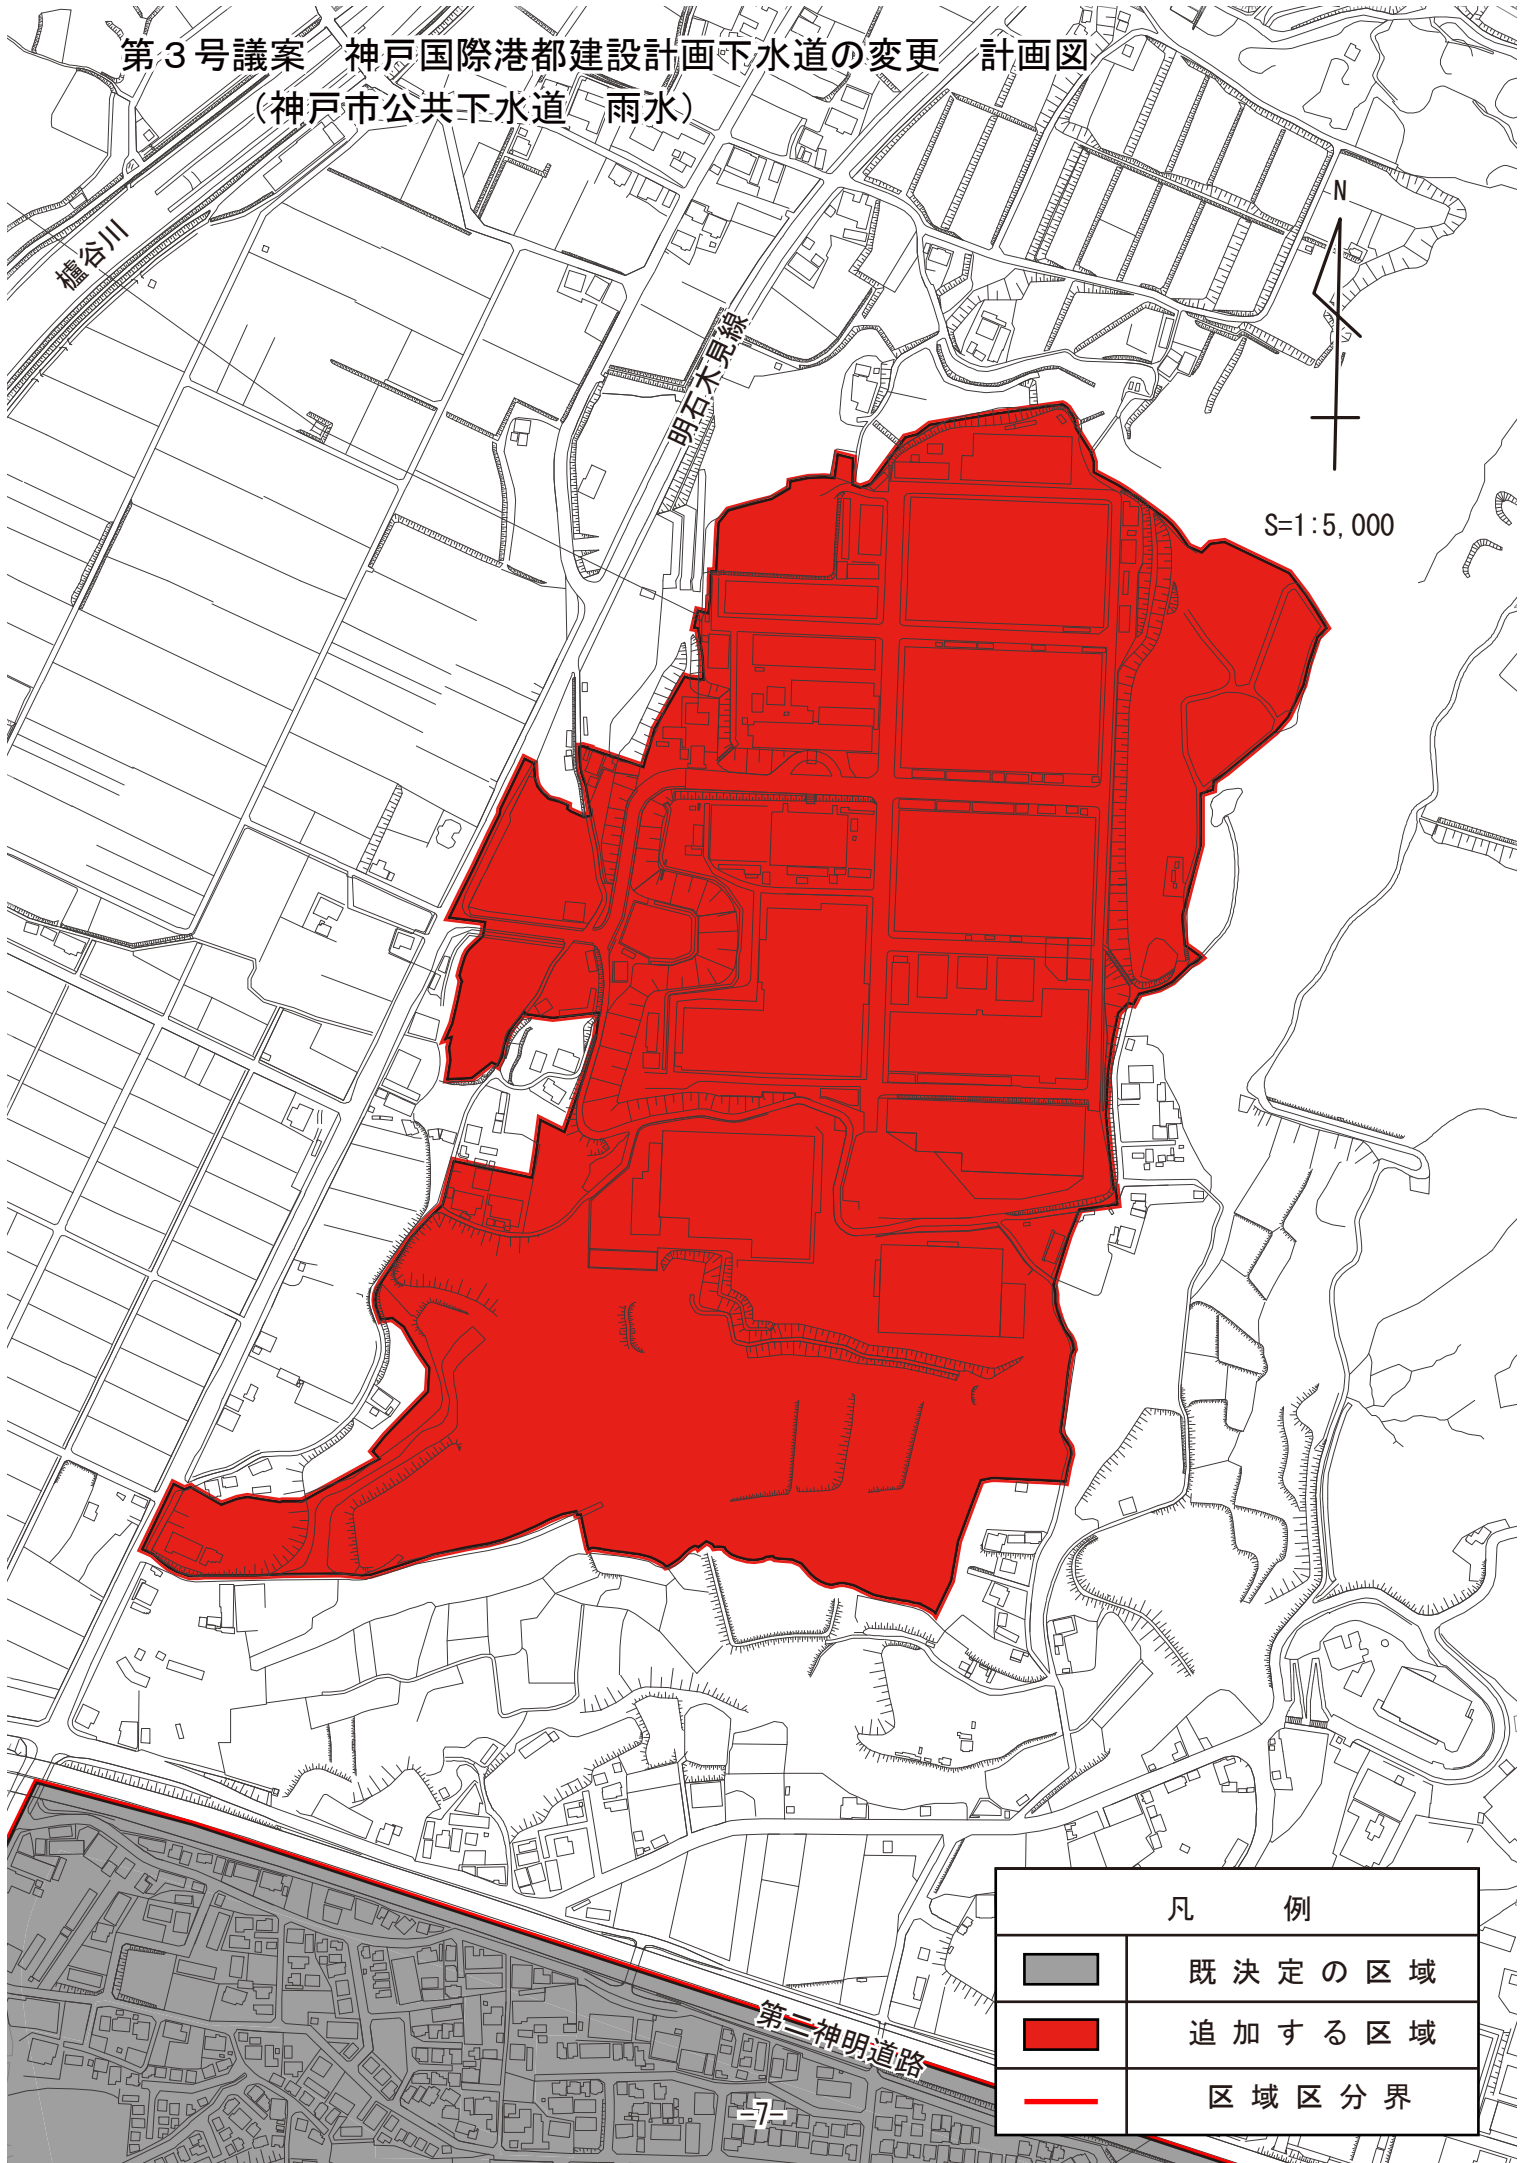 第３号議案　神戸国際港都建設計画下水道の変更　計画図
（神戸市公共下水道　雨水）
N
櫨谷川
明石木見線
S=1:5,000
凡　例
既決定の区域
追加する区域
区域区分界
第二神明道路
-7-